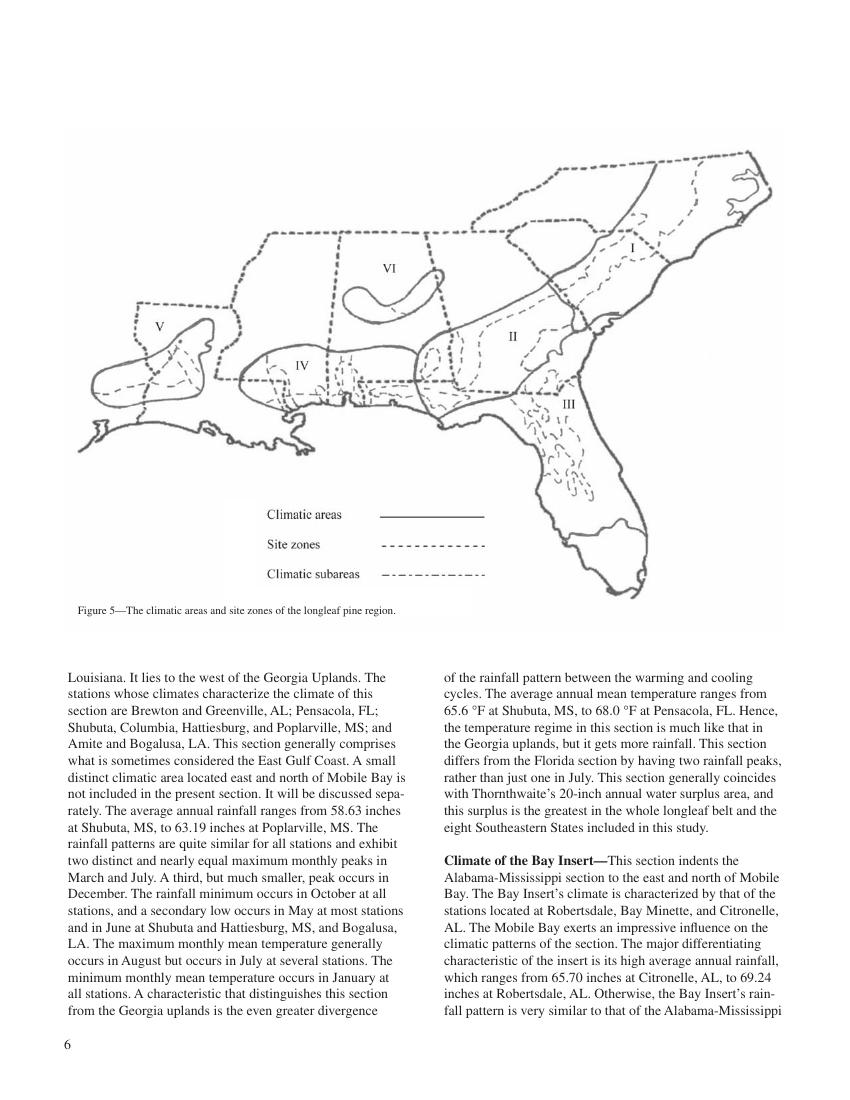 VI
I
V
II
IV
III
Climatic areas
Site zones
Climatic subareas
Figure 5—The climatic areas and site zones of the longleaf pine region.
Louisiana. It lies to the west of the Georgia Uplands. The
stations whose climates characterize the climate of this
section are Brewton and Greenville, AL; Pensacola, FL;
Shubuta, Columbia, Hattiesburg, and Poplarville, MS; and
Amite and Bogalusa, LA. This section generally comprises
what is sometimes considered the East Gulf Coast. A small
distinct climatic area located east and north of Mobile Bay is
not included in the present section. It will be discussed sepa-
rately. The average annual rainfall ranges from 58.63 inches
at Shubuta, MS, to 63.19 inches at Poplarville, MS. The
rainfall patterns are quite similar for all stations and exhibit
two distinct and nearly equal maximum monthly peaks in
March and July. A third, but much smaller, peak occurs in
December. The rainfall minimum occurs in October at all
stations, and a secondary low occurs in May at most stations
and in June at Shubuta and Hattiesburg, MS, and Bogalusa,
LA. The maximum monthly mean temperature generally
occurs in August but occurs in July at several stations. The
minimum monthly mean temperature occurs in January at
all stations. A characteristic that distinguishes this section
from the Georgia uplands is the even greater divergence
of the rainfall pattern between the warming and cooling
cycles. The average annual mean temperature ranges from
65.6 °F at Shubuta, MS, to 68.0 °F at Pensacola, FL. Hence,
the temperature regime in this section is much like that in
the Georgia uplands, but it gets more rainfall. This section
differs from the Florida section by having two rainfall peaks,
rather than just one in July. This section generally coincides
with Thornthwaite's 20-inch annual water surplus area, and
this surplus is the greatest in the whole longleaf belt and the
eight Southeastern States included in this study.
Climate of the Bay Insert—This section indents the
Alabama-Mississippi section to the east and north of Mobile
Bay. The Bay Insert's climate is characterized by that of the
stations located at Robertsdale, Bay Minette, and Citronelle,
AL. The Mobile Bay exerts an impressive influence on the
climatic patterns of the section. The major differentiating
characteristic of the insert is its high average annual rainfall,
which ranges from 65.70 inches at Citronelle, AL, to 69.24
inches at Robertsdale, AL. Otherwise, the Bay Insert's rain-
fall pattern is very similar to that of the Alabama-Mississippi
6